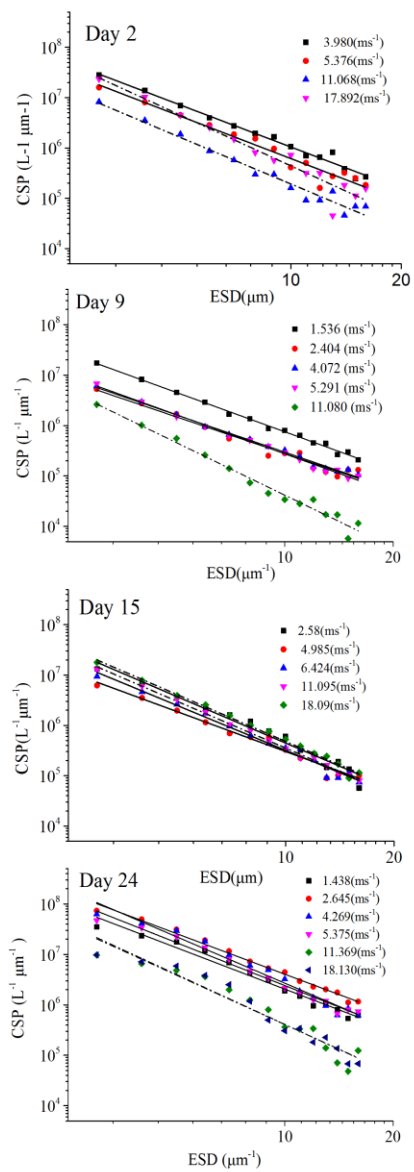 Day 2
3.980(ms-1)
5.376(ms-1)
11.068(ms-1)
17.892(ms-1)
10^8
10^7
10^6
10^5
10^4
CSP (L-1 μm-1)
10
20
ESD(μm)
Day 9
1.536 (ms-1)
2.404 (ms-1)
4.072 (ms-1)
5.291 (ms-1)
11.080 (ms-1)
10^8
10^7
10^6
10^5
10^4
CSP (L-1 μm-1)
10
20
ESD(μm-1)
Day 15
2.58(ms-1)
4.985(ms-1)
6.424(ms-1)
11.095(ms-1)
18.09(ms-1)
10^8
10^7
10^6
10^5
10^4
CSP(L-1μm-1)
10
20
ESD(μm)
Day 24
1.438(ms-1)
2.645(ms-1)
4.269(ms-1)
5.375(ms-1)
11.369(ms-1)
18.130(ms-1)
10^8
10^7
10^6
10^5
10^4
CSP (L-1μm-1)
10
20
ESD (μm-1)